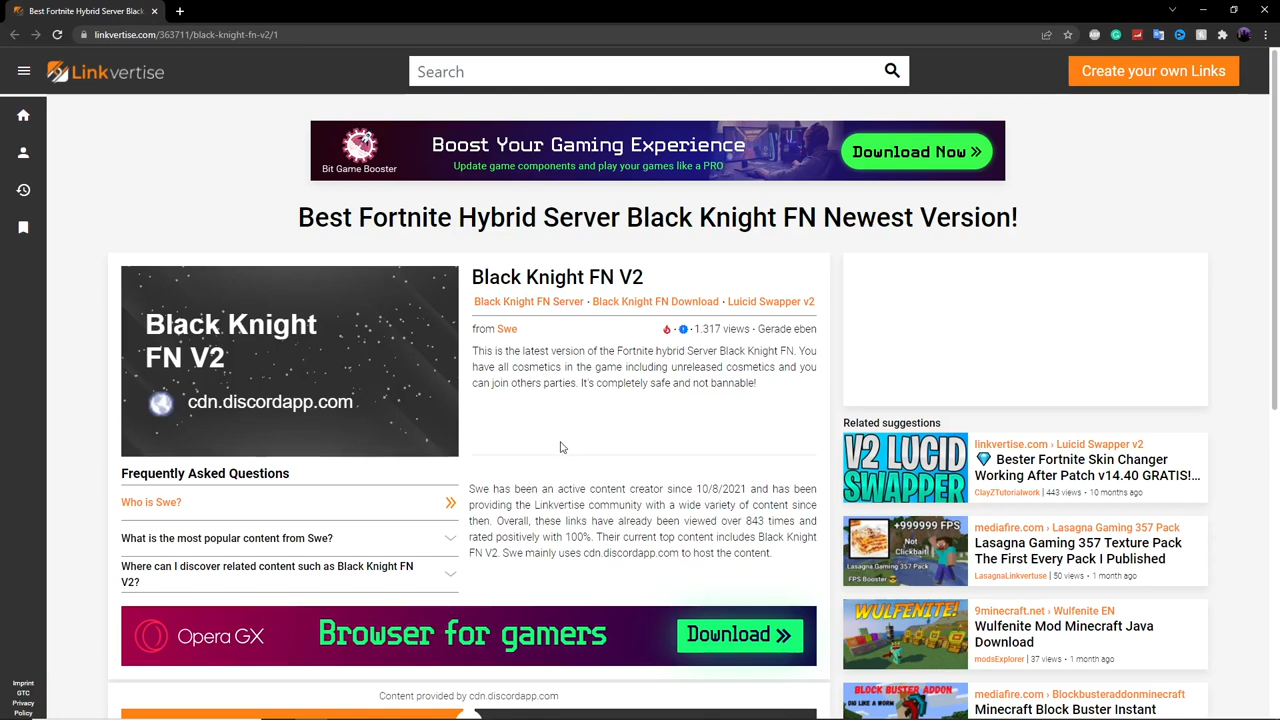 Best Fortnite Hybrid Server Black
linkvertise.com/363711/black-knight-fn-v2/1
Linkvertise
Search
Create your own Links
Bit Game Booster
Boost Your Gaming Experience
Update game components and play your games like a PRO
Download Now »
Best Fortnite Hybrid Server Black Knight FN Newest Version!
Black Knight
FN V2
cdn.discordapp.com
Black Knight FN V2
Black Knight FN Server · Black Knight FN Download · Luicid Swapper v2
from Swe
· 1.317 views · Gerade eben
This is the latest version of the Fortnite hybrid Server Black Knight FN. You
have all cosmetics in the game including unreleased cosmetics and you
can join others parties. It's completely safe and not bannable!
Frequently Asked Questions
Who is Swe?
What is the most popular content from Swe?
Where can I discover related content such as Black Knight FN
V2?
Swe has been an active content creator since 10/8/2021 and has been
providing the Linkvertise community with a wide variety of content since
then. Overall, these links have already been viewed over 843 times and
rated positively with 100%. Their current top content includes Black Knight
FN V2. Swe mainly uses cdn.discordapp.com to host the content.
Opera GX
Browser for gamers
Download »
Content provided by cdn.discordapp.com
Related suggestions
V2 LUCID
SWAPPER
linkvertise.com › Luicid Swapper v2
💎 Bester Fortnite Skin Changer
Working After Patch v14.40 GRATIS!...
ClayZTutorialwork | 443 views • 10 months ago
+999999 FPS
Not
Clickbait!
Lasagna Gaming 357 Pack
FPS Booster 😎
mediafire.com › Lasagna Gaming 357 Pack
Lasagna Gaming 357 Texture Pack
The First Every Pack I Published
LasagnaLinkvertuse | 50 views • 1 month ago
WULFENITE!
9minecraft.net › Wulfenite EN
Wulfenite Mod Minecraft Java
Download
modsExplorer | 37 views • 1 month ago
BLOCK BUSTER ADDON
DIG LIKE A WORM
mediafire.com › Blockbusteraddonminecraft
Minecraft Block Buster Instant
Imprint
GTC
Privacy
Policy